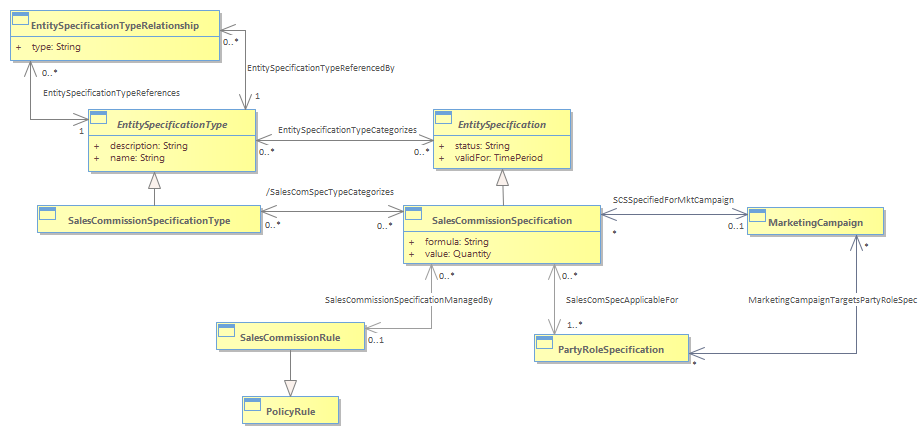 EntitySpecificationTypeRelationship
+ type: String
0..*
0..*
EntitySpecificationTypeReferencedBy
EntitySpecificationTypeReferences
1
1
EntitySpecificationType
+ description: String
+ name: String
EntitySpecificationTypeCategorizes
0..*
0..*
EntitySpecification
+ status: String
+ validFor: TimePeriod
SalesCommissionSpecificationType
/SalesComSpecTypeCategorizes
0..*
0..*
SalesCommissionSpecification
+ formula: String
+ value: Quantity
SCSSpecifiedForMktCampaign
*
0..1
MarketingCampaign
*
0..*
0..*
SalesCommissionSpecificationManagedBy
SalesComSpecApplicableFor
MarketingCampaignTargetsPartyRoleSpec
0..1
1..*
SalesCommissionRule
PartyRoleSpecification
*
PolicyRule